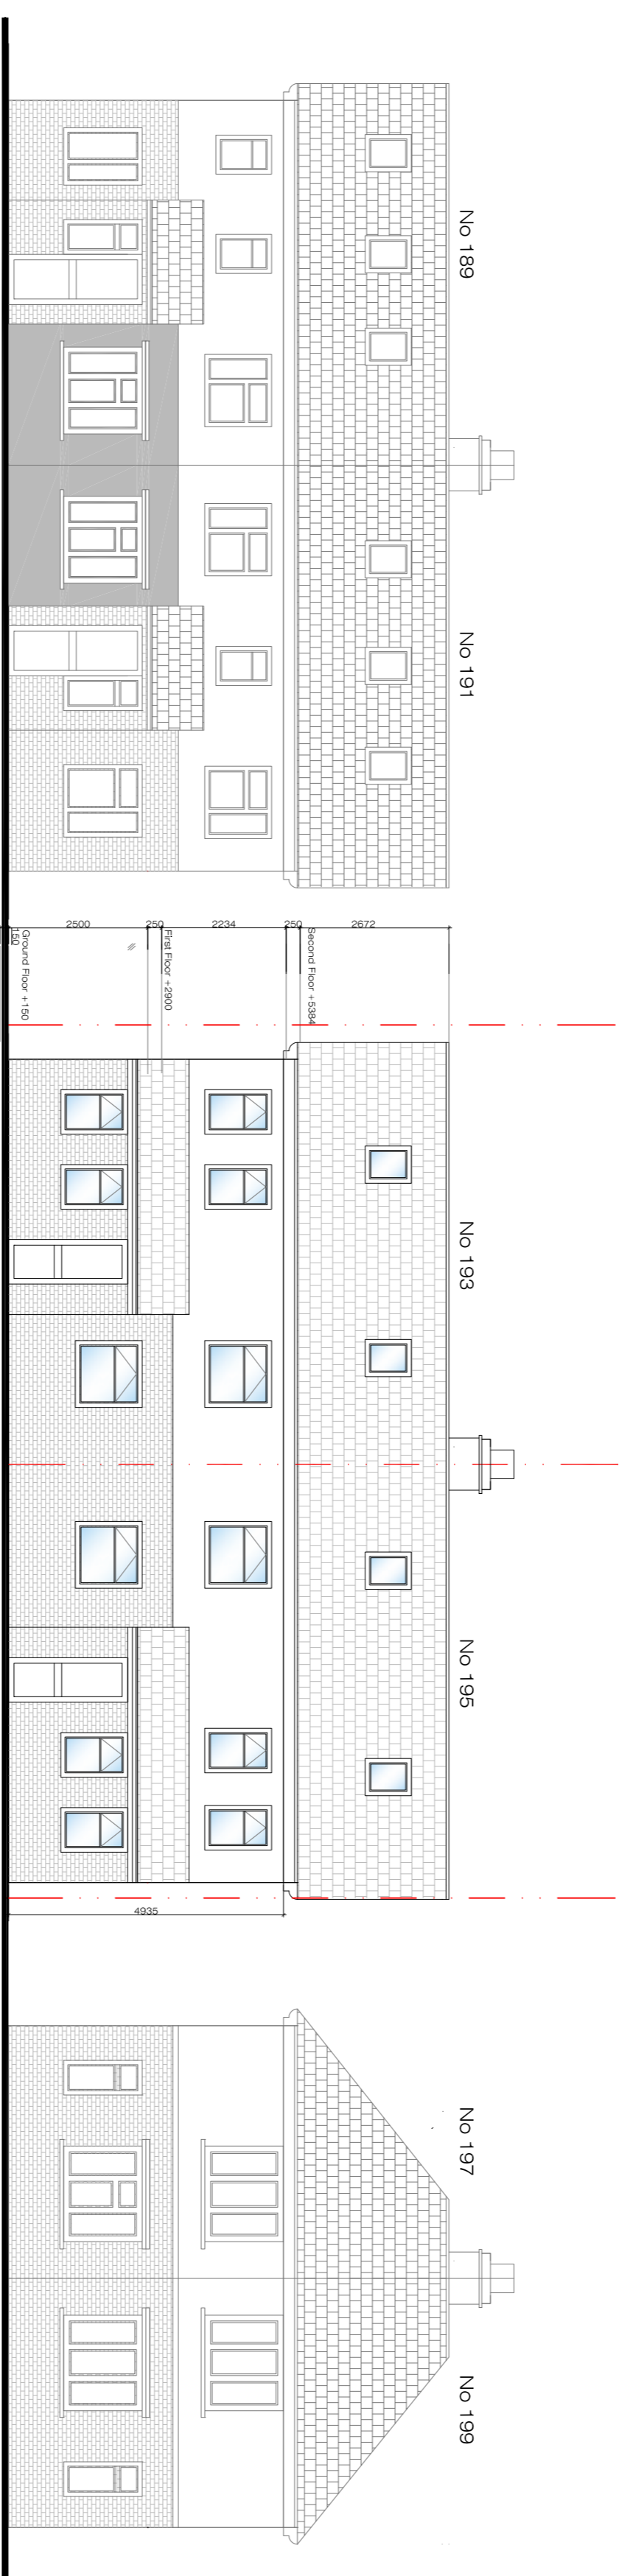 No 189
No 191
No 193
No 195
No 197
No 199
2672
250
Second Floor +5384
2234
First Floor +2900
250
2500
Ground Floor +150
150
4935